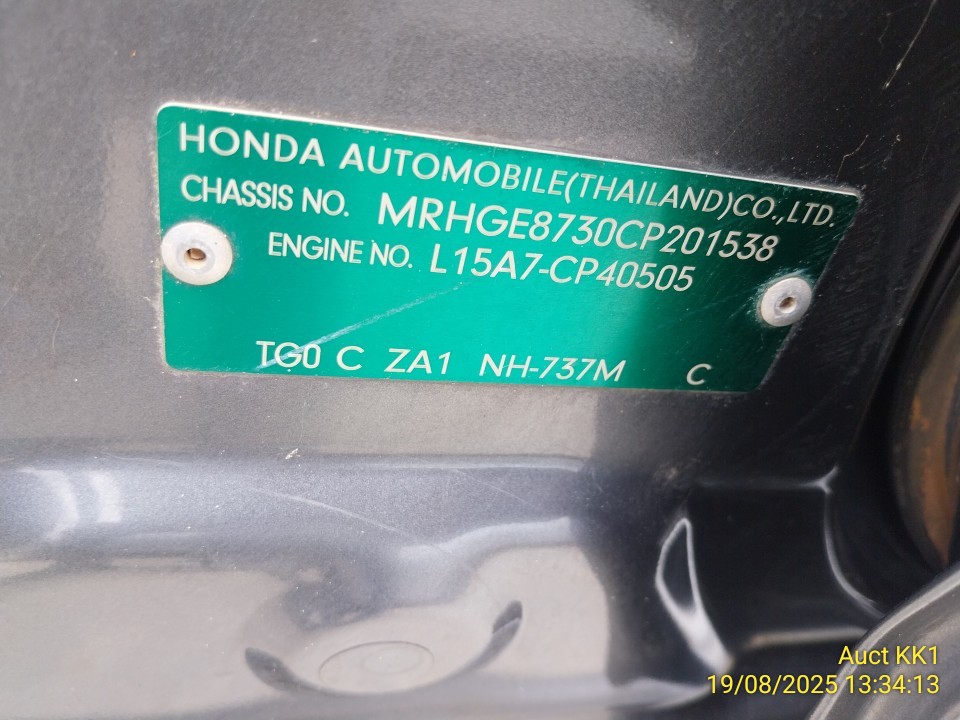 HONDA AUTOMOBILE(THAILAND)CO.,LTD.
CHASSIS NO. MRHGE8730CP201538
ENGINE NO. L15A7-CP40505
TG0 C ZA1 NH-737M C
Auct KK1
19/08/2025 13:34:13